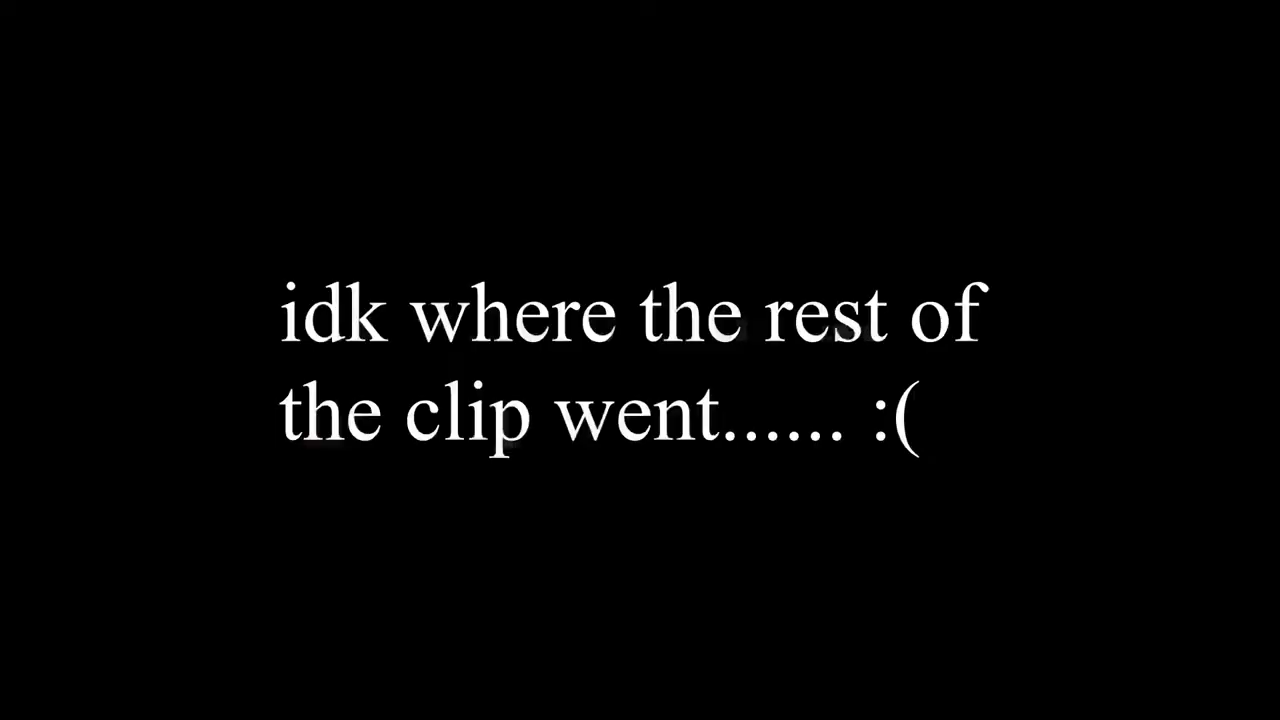 idk where the rest of
the clip went...... :(